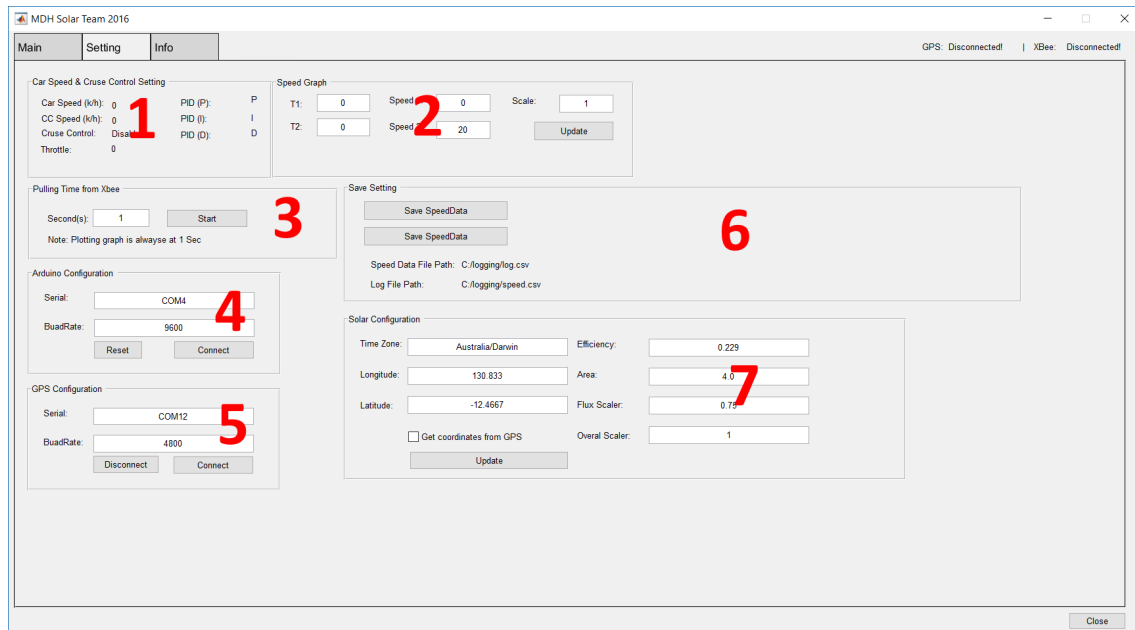 MDH Solar Team 2016
Main Setting Info
GPS: Disconnected! | XBee: Disconnected!
Car Speed & Cruse Control Setting
Car Speed (k/h): 0 PID (P): P
CC Speed (k/h): 0 PID (I): I
Cruse Control: PID (D): D
Throttle: 0
1
Speed Graph
T1: 0 Speed 0 Scale: 1
T2: 0 Speed 20 Update
2
Pulling Time from Xbee
Second(s): 1 Start
Note: Plotting graph is alwayse at 1 Sec
3
Save Setting
Save SpeedData
Save SpeedData
Speed Data File Path: C:/logging/log.csv
Log File Path: C:/logging/speed.csv
6
Arduino Configuration
Serial: COM4
BuadRate: 9600
Reset Connect
4
Solar Configuration
Time Zone: Australia/Darwin Efficiency: 0.229
Longitude: 130.833 Area: 4.0
Latitude: -12.4667 Flux Scaler: 0.75
Get coordinates from GPS Overal Scaler: 1
Update
7
GPS Configuration
Serial: COM12
BuadRate: 4800
Disconnect Connect
5
Close